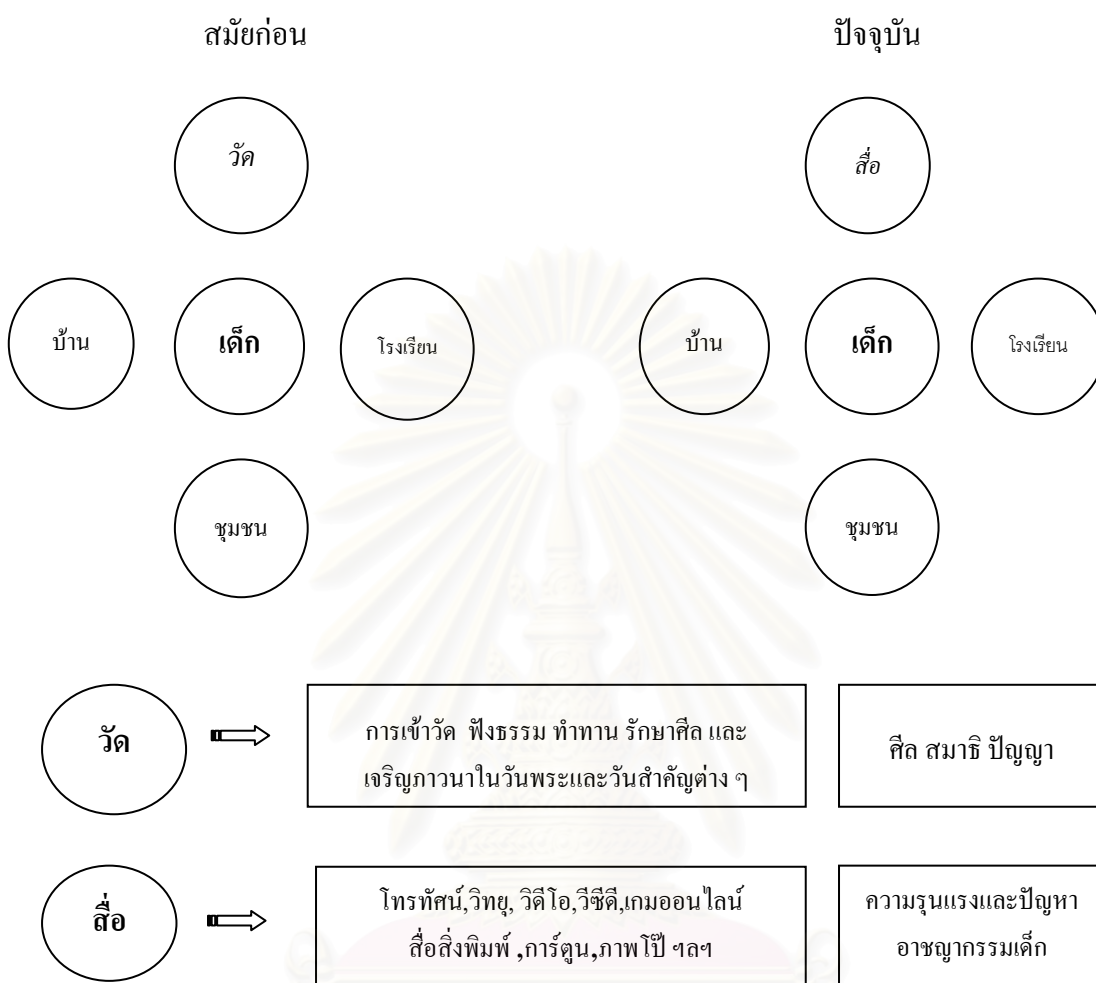 สมัยก่อน ปัจจุบัน
วัด สื่อ
บ้าน เด็ก โรงเรียน บ้าน เด็ก โรงเรียน
ชุมชน ชุมชน
วัด
การเข้าวัด ฟังธรรม ทำทาน รักษาศีล และ
เจริญภาวนาในวันพระและวันสำคัญต่าง ๆ
ศีล สมาธิ ปัญญา
สื่อ
โทรทัศน์,วิทยุ, วิดีโอ,วีซีดี,เกมออนไลน์
สื่อสิ่งพิมพ์ ,การ์ตูน,ภาพโป๊ ฯลฯ
ความรุนแรงและปัญหา
อาชญากรรมเด็ก